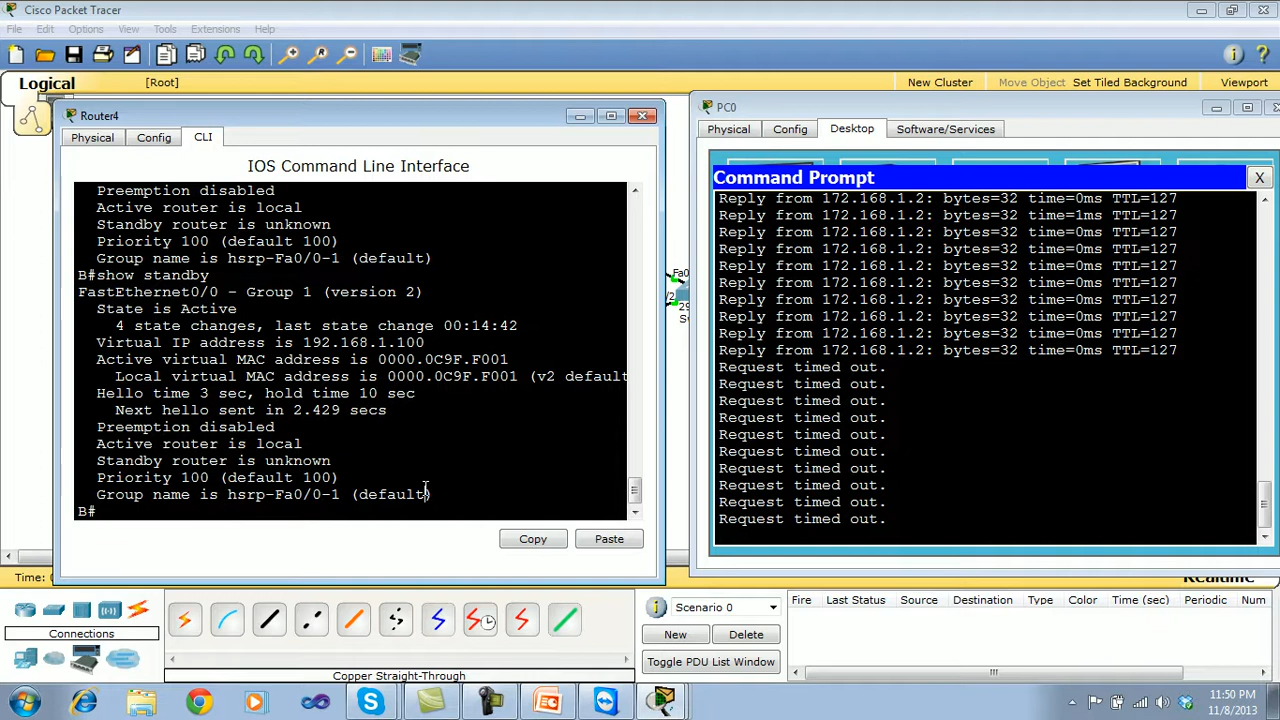 Cisco Packet Tracer
File Edit Options View Tools Extensions Help
Logical [Root] New Cluster Move Object Set Tiled Background Viewport
Router4
Physical Config CLI
IOS Command Line Interface
Preemption disabled
Active router is local
Standby router is unknown
Priority 100 (default 100)
Group name is hsrp-Fa0/0-1 (default)
B#show standby
FastEthernet0/0 - Group 1 (version 2)
State is Active
4 state changes, last state change 00:14:42
Virtual IP address is 192.168.1.100
Active virtual MAC address is 0000.0C9F.F001
Local virtual MAC address is 0000.0C9F.F001 (v2 default
Hello time 3 sec, hold time 10 sec
Next hello sent in 2.429 secs
Preemption disabled
Active router is local
Standby router is unknown
Priority 100 (default 100)
Group name is hsrp-Fa0/0-1 (default)
B#
Copy Paste
Fa0
/2
29
S
PC0
Physical Config Desktop Software/Services
Command Prompt X
Reply from 172.168.1.2: bytes=32 time=0ms TTL=127
Reply from 172.168.1.2: bytes=32 time=1ms TTL=127
Reply from 172.168.1.2: bytes=32 time=0ms TTL=127
Reply from 172.168.1.2: bytes=32 time=0ms TTL=127
Reply from 172.168.1.2: bytes=32 time=0ms TTL=127
Reply from 172.168.1.2: bytes=32 time=0ms TTL=127
Reply from 172.168.1.2: bytes=32 time=0ms TTL=127
Reply from 172.168.1.2: bytes=32 time=0ms TTL=127
Reply from 172.168.1.2: bytes=32 time=0ms TTL=127
Reply from 172.168.1.2: bytes=32 time=0ms TTL=127
Request timed out.
Request timed out.
Request timed out.
Request timed out.
Request timed out.
Request timed out.
Request timed out.
Request timed out.
Request timed out.
Request timed out.
Time: 0 Realtime
Connections
Copper Straight-Through
Scenario 0
New Delete
Toggle PDU List Window
Fire Last Status Source Destination Type Color Time (sec) Periodic Num
11:50 PM
11/8/2013